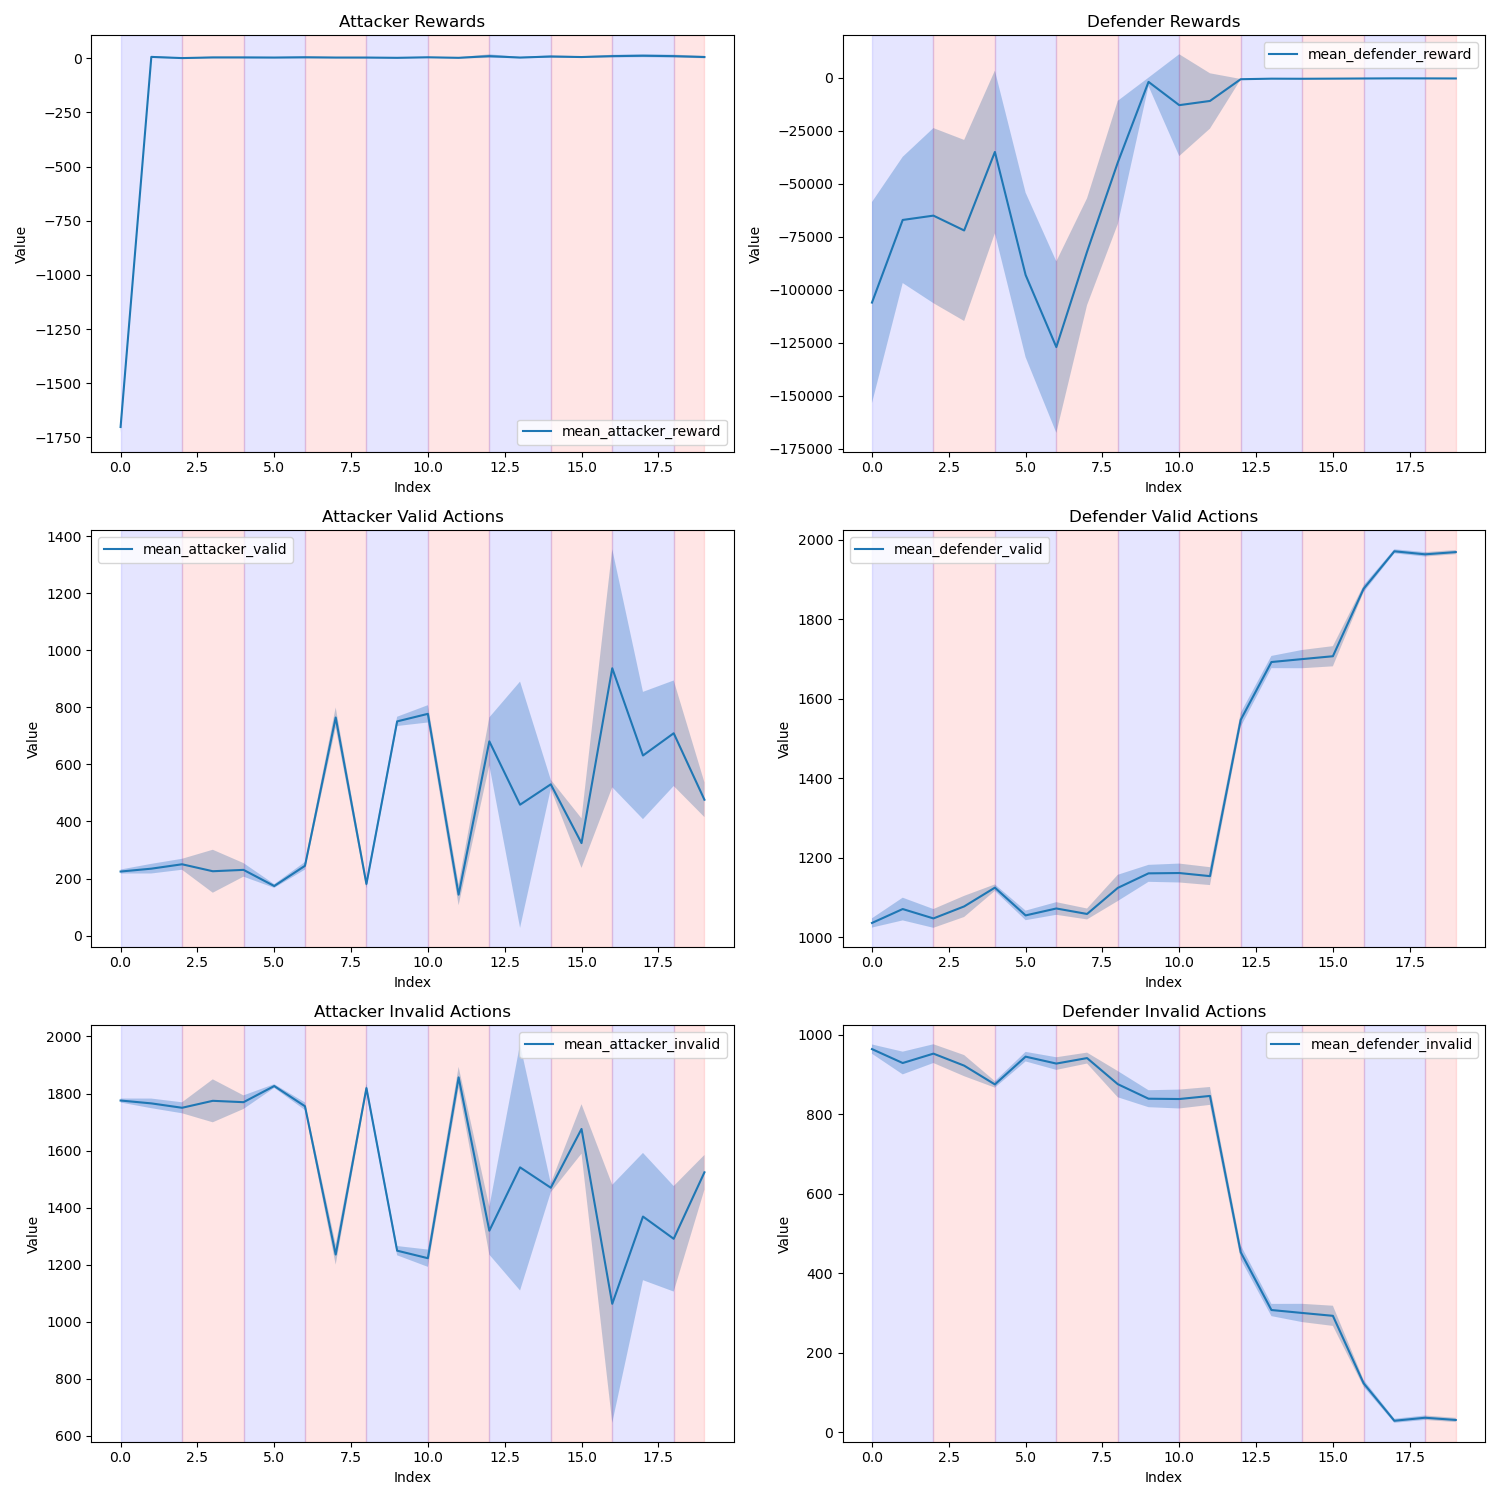 Attacker Rewards
0
−250
−500
−750
−1000
−1250
−1500
−1750
Value
mean_attacker_reward
0.0 2.5 5.0 7.5 10.0 12.5 15.0 17.5
Index
Defender Rewards
mean_defender_reward
0
−25000
−50000
−75000
−100000
−125000
−150000
−175000
Value
0.0 2.5 5.0 7.5 10.0 12.5 15.0 17.5
Index
Attacker Valid Actions
mean_attacker_valid
1400
1200
1000
800
600
400
200
0
Value
0.0 2.5 5.0 7.5 10.0 12.5 15.0 17.5
Index
Defender Valid Actions
mean_defender_valid
2000
1800
1600
1400
1200
1000
Value
0.0 2.5 5.0 7.5 10.0 12.5 15.0 17.5
Index
Attacker Invalid Actions
mean_attacker_invalid
2000
1800
1600
1400
1200
1000
800
600
Value
0.0 2.5 5.0 7.5 10.0 12.5 15.0 17.5
Index
Defender Invalid Actions
mean_defender_invalid
1000
800
600
400
200
0
Value
0.0 2.5 5.0 7.5 10.0 12.5 15.0 17.5
Index